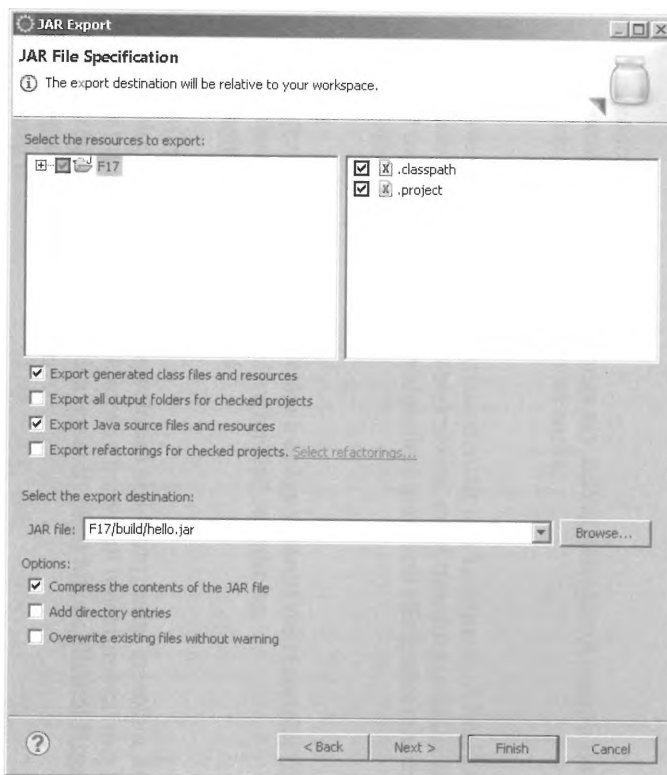 JAR Export
JAR File Specification
The export destination will be relative to your workspace.
Select the resources to export:
F17
.classpath
.project
Export generated class files and resources
Export all output folders for checked projects
Export Java source files and resources
Export refactorings for checked projects. Select refactorings...
Select the export destination:
JAR file: F17/build/hello.jar
Browse...
Options:
Compress the contents of the JAR file
Add directory entries
Overwrite existing files without warning
< Back
Next >
Finish
Cancel